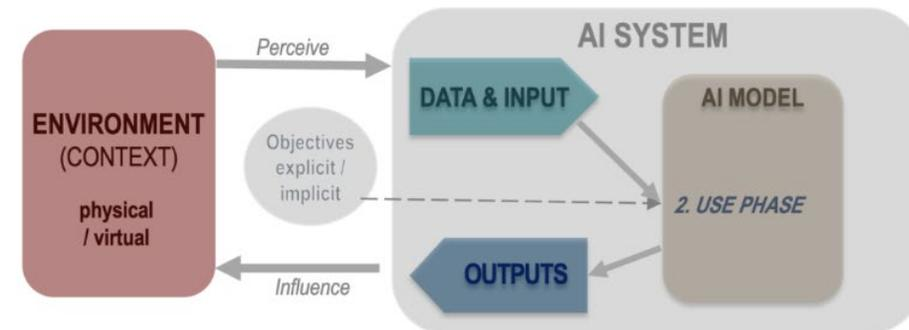 Perceive
AI SYSTEM
ENVIRONMENT
(CONTEXT)
physical
/ virtual
Objectives
explicit /
implicit
DATA & INPUT
AI MODEL
2. USE PHASE
OUTPUTS
Influence